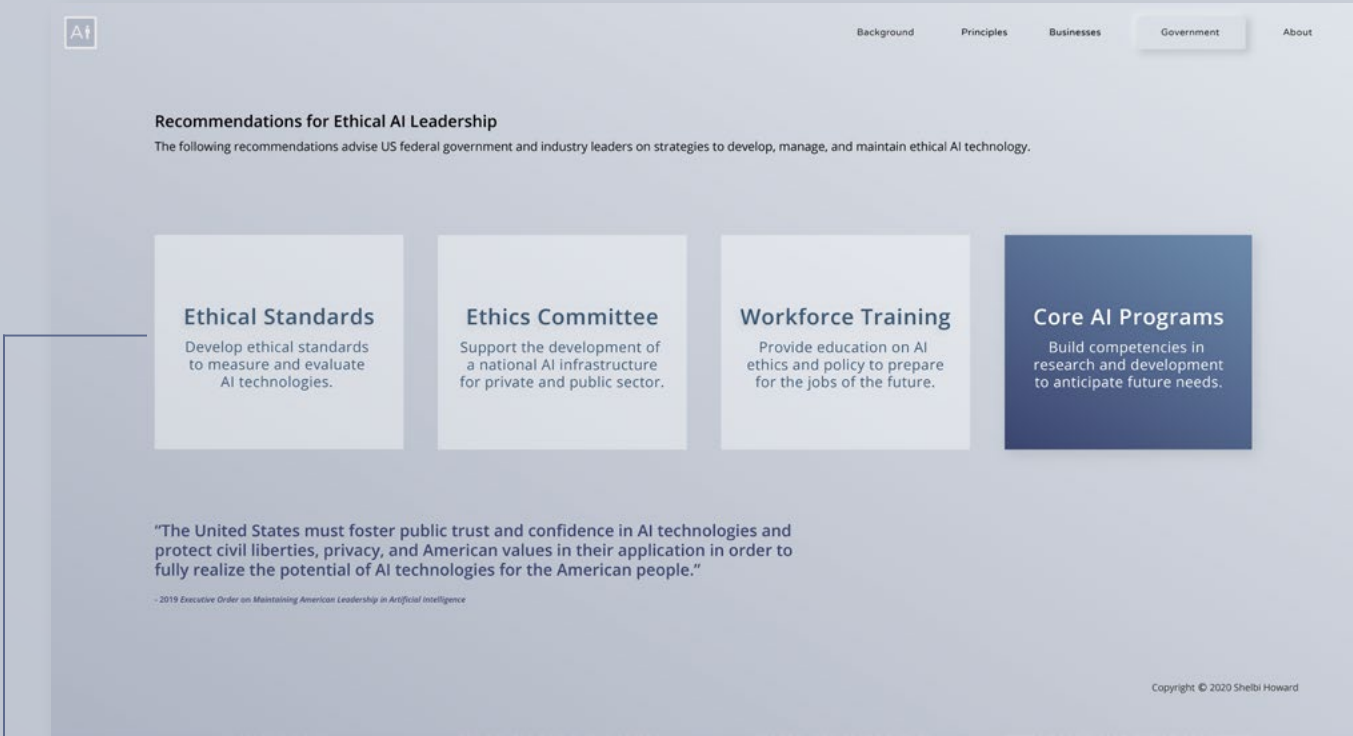 Ai
Background Principles Businesses Government About
Recommendations for Ethical AI Leadership
The following recommendations advise US federal government and industry leaders on strategies to develop, manage, and maintain ethical AI technology.
Ethical Standards
Develop ethical standards
to measure and evaluate
AI technologies.
Ethics Committee
Support the development of
a national AI infrastructure
for private and public sector.
Workforce Training
Provide education on AI
ethics and policy to prepare
for the jobs of the future.
Core AI Programs
Build competencies in
research and development
to anticipate future needs.
“The United States must foster public trust and confidence in AI technologies and
protect civil liberties, privacy, and American values in their application in order to
fully realize the potential of AI technologies for the American people.”
- 2019 Executive Order on Maintaining American Leadership in Artificial Intelligence
Copyright © 2020 Shelbi Howard